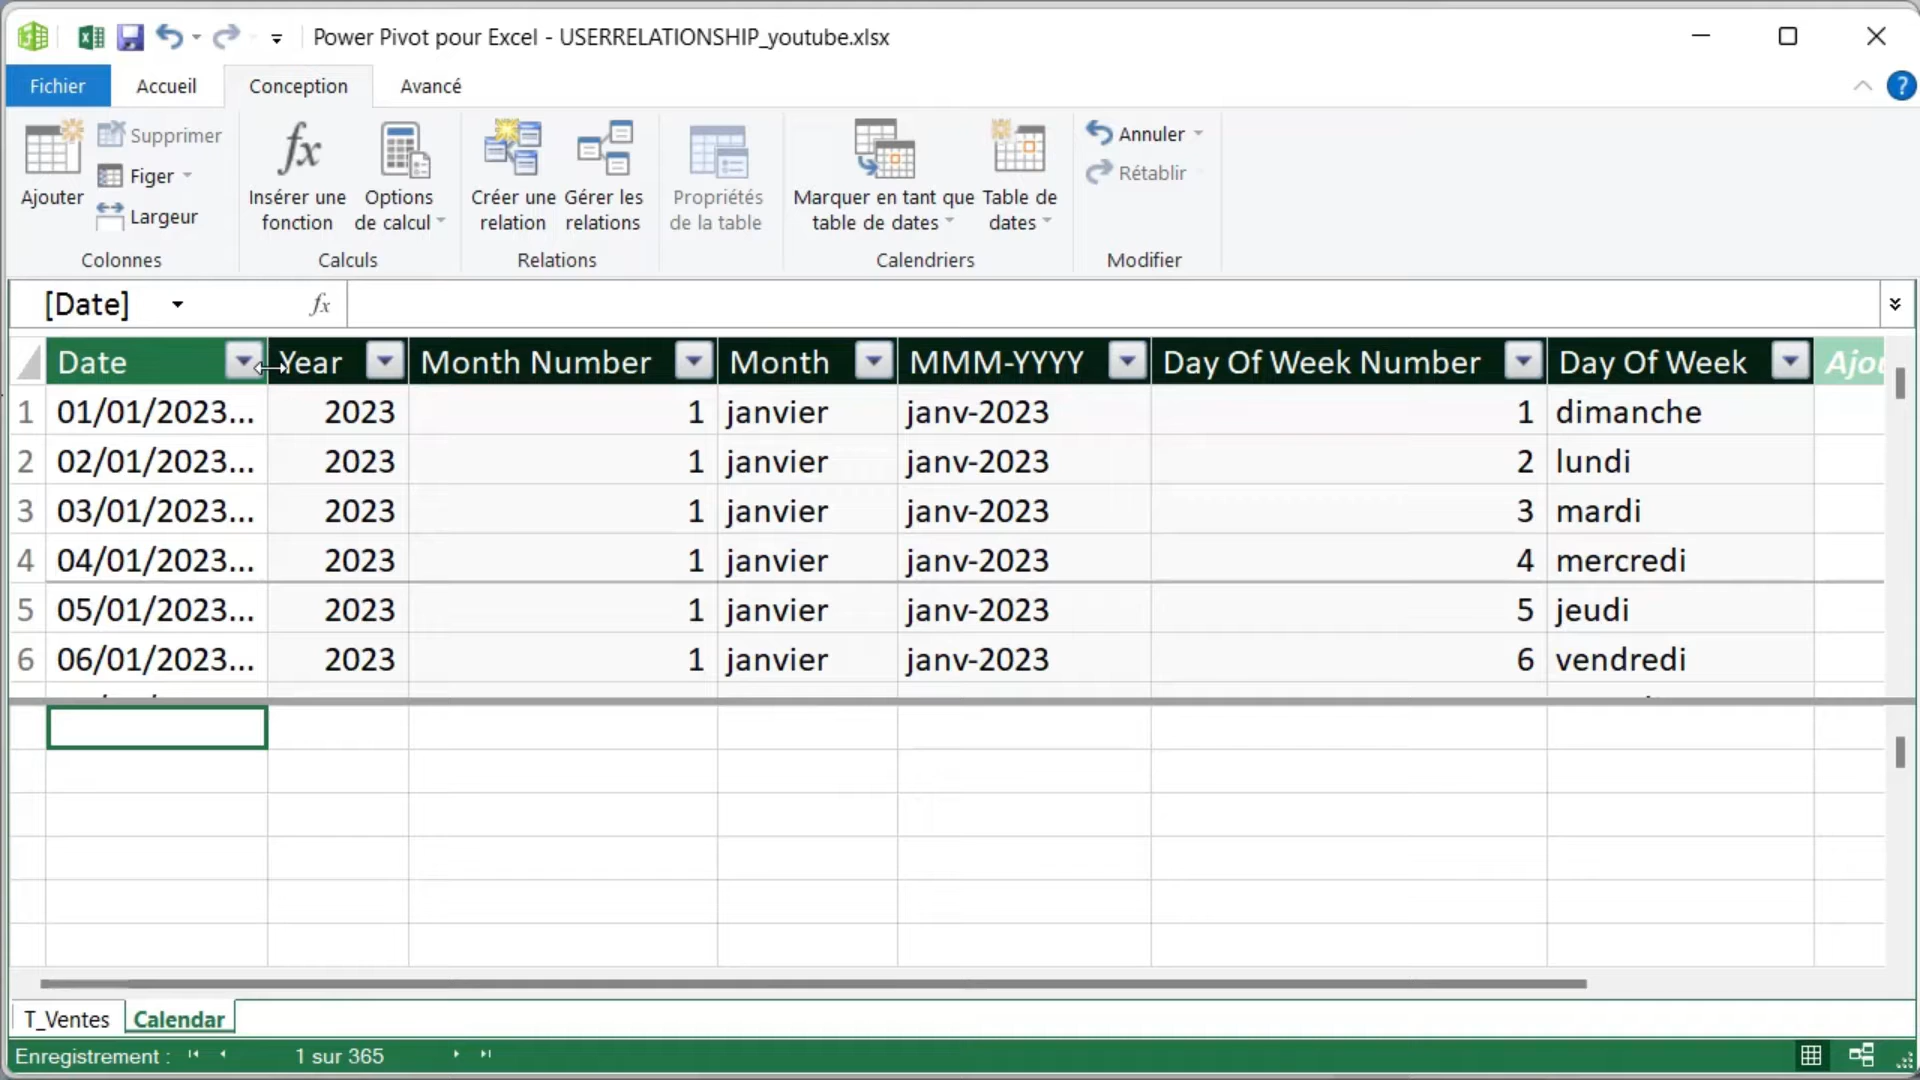 Power Pivot pour Excel - USERRELATIONSHIP_youtube.xlsx
Fichier Accueil Conception Avancé ?
Ajouter
Supprimer
Figer
Largeur
Colonnes
fx
Insérer une
fonction
Options
de calcul
Calculs
Créer une
relation
Gérer les
relations
Relations
Propriétés
de la table
Marquer en tant que
table de dates
Table de
dates
Calendriers
Annuler
Rétablir
Modifier
[Date] fx
Date Year Month Number Month MMM-YYYY Day Of Week Number Day Of Week
1 01/01/2023... 2023 1 janvier janv-2023 1 dimanche
2 02/01/2023... 2023 1 janvier janv-2023 2 lundi
3 03/01/2023... 2023 1 janvier janv-2023 3 mardi
4 04/01/2023... 2023 1 janvier janv-2023 4 mercredi
5 05/01/2023... 2023 1 janvier janv-2023 5 jeudi
6 06/01/2023... 2023 1 janvier janv-2023 6 vendredi
T_Ventes Calendar
Enregistrement : 1 sur 365